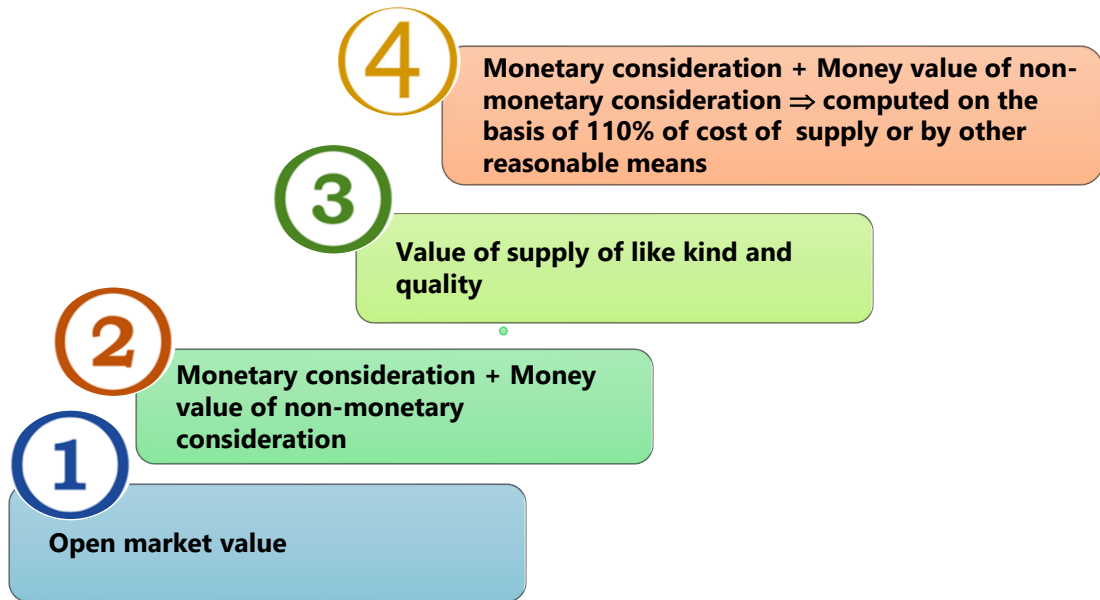 4
Monetary consideration + Money value of non-
monetary consideration ⇒ computed on the
basis of 110% of cost of supply or by other
reasonable means
3
Value of supply of like kind and
quality
2
Monetary consideration + Money
value of non-monetary
consideration
1
Open market value